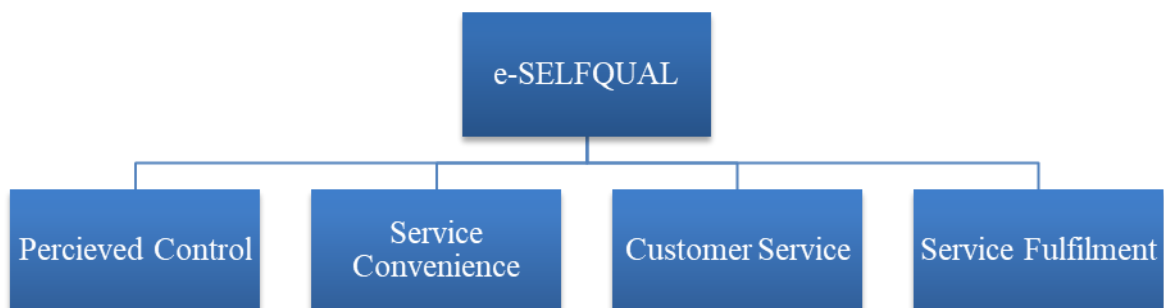 e-SELFQUAL
Percieved Control
Service
Convenience
Customer Service
Service Fulfilment